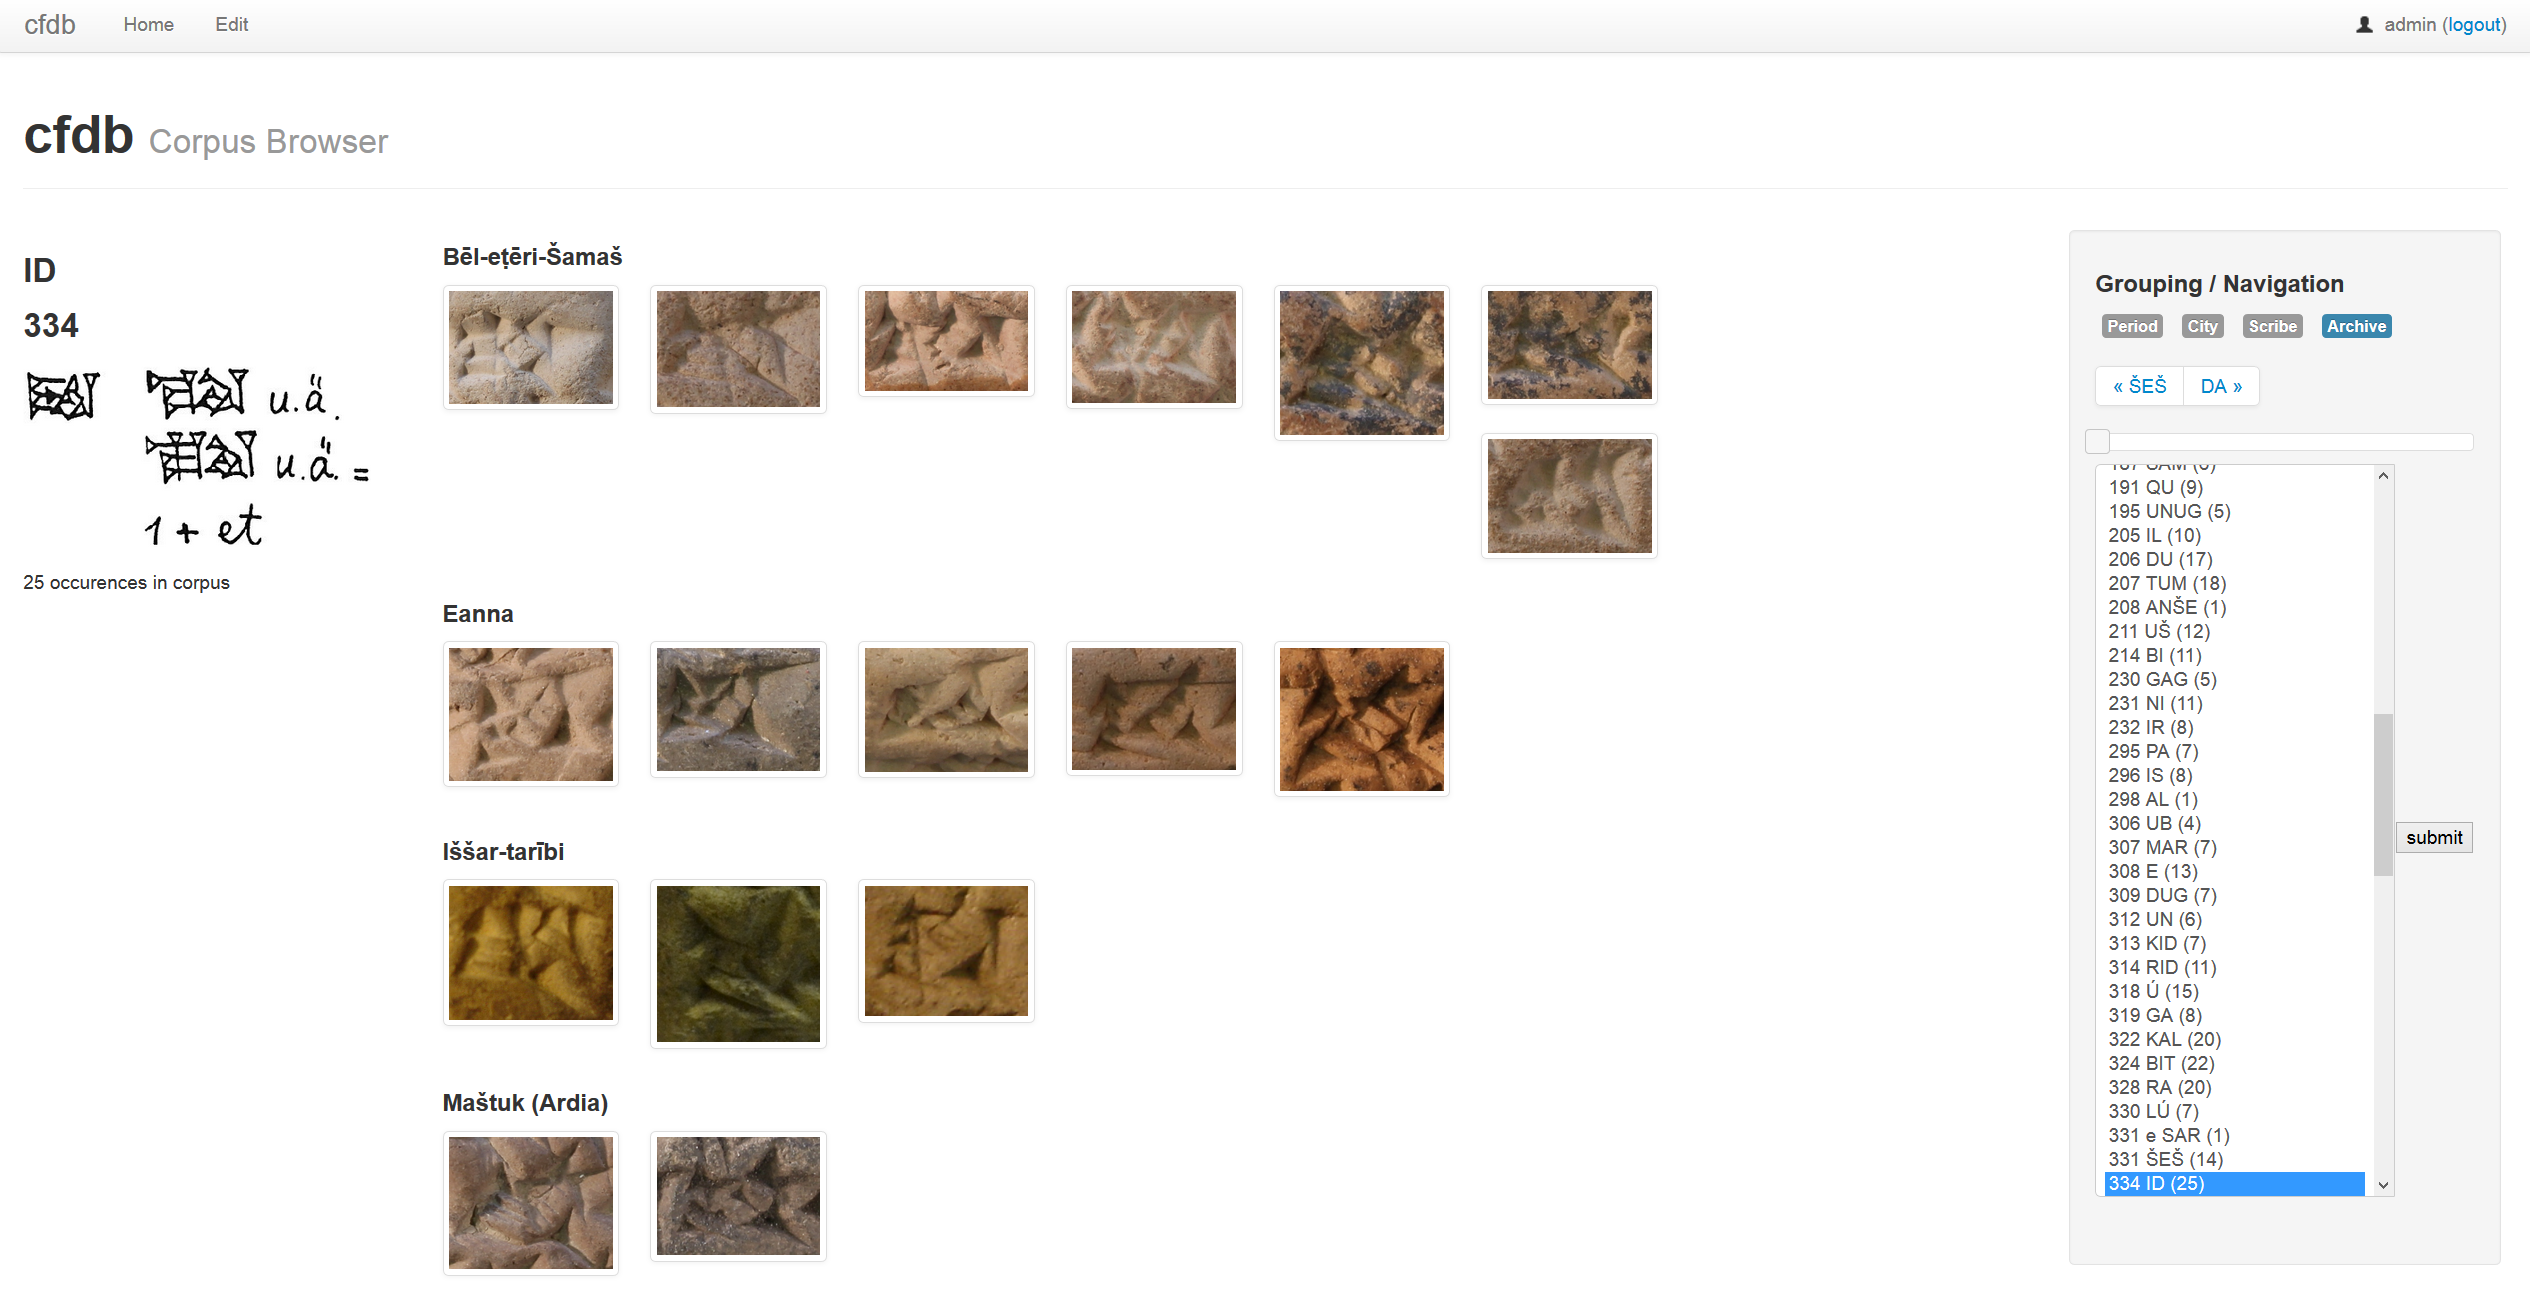 cfdb Home Edit admin (logout)
cfdb Corpus Browser
ID
334
u.ä.
u.ä. =
1 + et
25 occurences in corpus
Bēl-eṭēri-Šamaš
Eanna
Iššar-tarībi
Maštuk (Ardia)
Grouping / Navigation
Period City Scribe Archive
« ŠEŠ DA »
191 QU (9)
195 UNUG (5)
205 IL (10)
206 DU (17)
207 TUM (18)
208 ANŠE (1)
211 UŠ (12)
214 BI (11)
230 GAG (5)
231 NI (11)
232 IR (8)
295 PA (7)
296 IS (8)
298 AL (1)
306 UB (4)
307 MAR (7)
308 E (13)
309 DUG (7)
312 UN (6)
313 KID (7)
314 RID (11)
318 Ú (15)
319 GA (8)
322 KAL (20)
324 BIT (22)
328 RA (20)
330 LÚ (7)
331 e SAR (1)
331 ŠEŠ (14)
334 ID (25)
submit